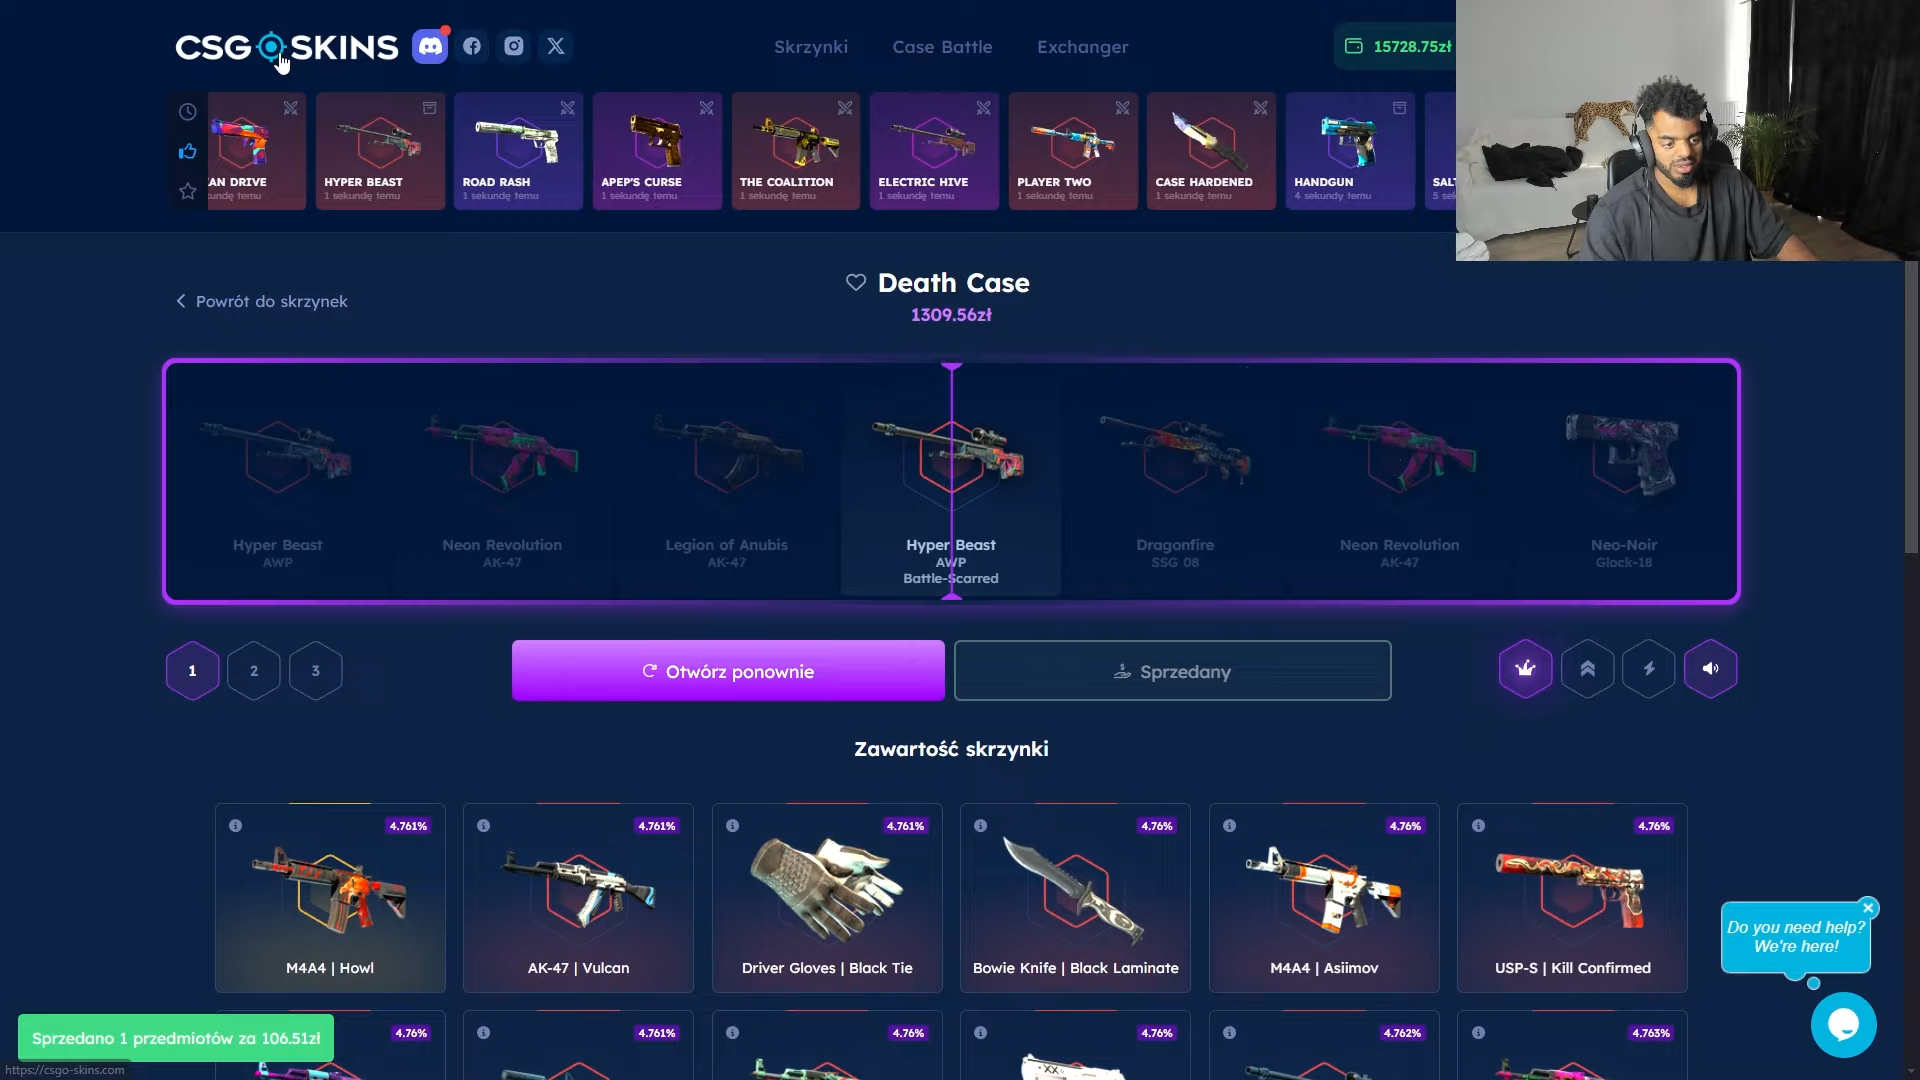 CSG SKINS
Skrzynki
Case Battle
Exchanger
15728.75zł
AN DRIVE
undę temu
HYPER BEAST
1 sekundę temu
ROAD RASH
1 sekundę temu
APEP'S CURSE
1 sekundę temu
THE COALITION
1 sekundę temu
ELECTRIC HIVE
1 sekundę temu
PLAYER TWO
1 sekundę temu
CASE HARDENED
1 sekundę temu
HANDGUN
4 sekundy temu
SAL
5 se
Powrót do skrzynek
Death Case
1309.56zł
Hyper Beast
AWP
Neon Revolution
AK-47
Legion of Anubis
AK-47
Hyper Beast
AWP
Battle-Scarred
Dragonfire
SSG 08
Neon Revolution
AK-47
Neo-Noir
Glock-18
1
2
3
Otwórz ponownie
Sprzedany
Zawartość skrzynki
4.761%
M4A4 | Howl
4.761%
AK-47 | Vulcan
4.761%
Driver Gloves | Black Tie
4.76%
Bowie Knife | Black Laminate
4.76%
M4A4 | Asiimov
4.76%
USP-S | Kill Confirmed
4.76%
4.761%
4.76%
4.76%
4.762%
4.763%
Do you need help?
We're here!
Sprzedano 1 przedmiotów za 106.51zł
https://csgo-skins.com